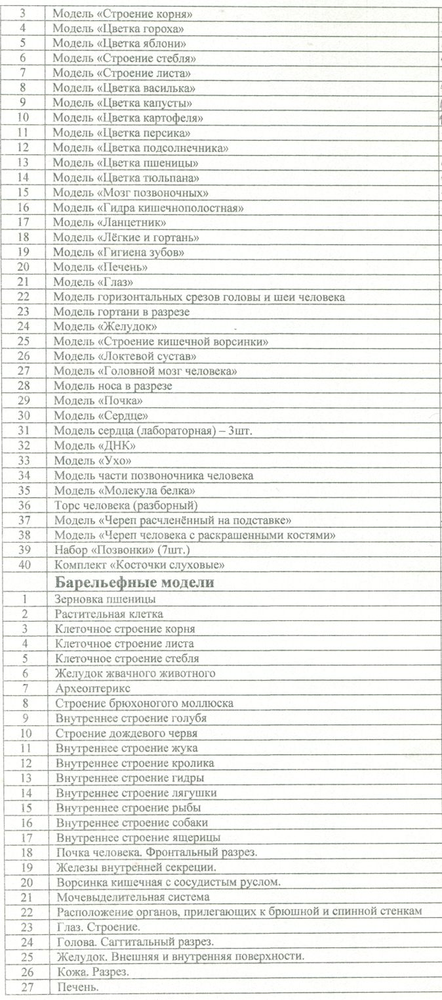 3 Модель «Строение корня»
4 Модель «Цветка гороха»
5 Модель «Цветка яблони»
6 Модель «Строение стебля»
7 Модель «Строение листа»
8 Модель «Цветка василька»
9 Модель «Цветка капусты»
10 Модель «Цветка картофеля»
11 Модель «Цветка персика»
12 Модель «Цветка подсолнечника»
13 Модель «Цветка пшеницы»
14 Модель «Цветка тюльпана»
15 Модель «Мозг позвоночных»
16 Модель «Гидра кишечнополостная»
17 Модель «Ланцетник»
18 Модель «Лёгкие и гортань»
19 Модель «Гигиена зубов»
20 Модель «Печень»
21 Модель «Глаз»
22 Модель горизонтальных срезов головы и шеи человека
23 Модель гортани в разрезе
24 Модель «Желудок»
25 Модель «Строение кишечной ворсинки»
26 Модель «Локтевой сустав»
27 Модель «Головной мозг человека»
28 Модель носа в разрезе
29 Модель «Почка»
30 Модель «Сердце»
31 Модель сердца (лабораторная) – 3шт.
32 Модель «ДНК»
33 Модель «Ухо»
34 Модель части позвоночника человека
35 Модель «Молекула белка»
36 Торс человека (разборный)
37 Модель «Череп расчленённый на подставке»
38 Модель «Череп человека с раскрашенными костями»
39 Набор «Позвонки» (7шт.)
40 Комплект «Косточки слуховые»
Барельефные модели
1 Зерновка пшеницы
2 Растительная клетка
3 Клеточное строение корня
4 Клеточное строение листа
5 Клеточное строение стебля
6 Желудок жвачного животного
7 Археоптерикс
8 Строение брюхоногого моллюска
9 Внутреннее строение голубя
10 Строение дождевого червя
11 Внутреннее строение жука
12 Внутреннее строение кролика
13 Внутреннее строение гидры
14 Внутреннее строение лягушки
15 Внутреннее строение рыбы
16 Внутреннее строение собаки
17 Внутреннее строение ящерицы
18 Почка человека. Фронтальный разрез.
19 Железы внутренней секреции.
20 Ворсинка кишечная с сосудистым руслом.
21 Мочевыделительная система
22 Расположение органов, прилегающих к брюшной и спинной стенкам
23 Глаз. Строение.
24 Голова. Саггитальный разрез.
25 Желудок. Внешняя и внутренняя поверхности.
26 Кожа. Разрез.
27 Печень.